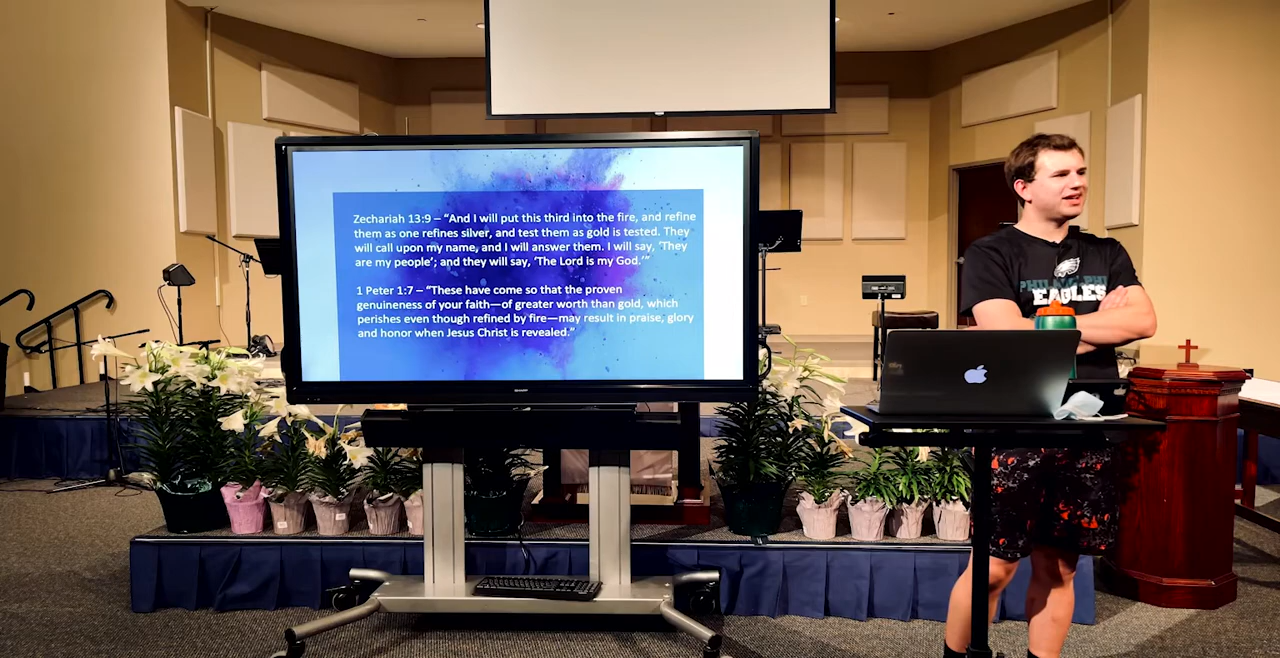 Zechariah 13:9 – “And I will put this third into the fire, and refine
them as one refines silver, and test them as gold is tested. They
will call upon my name, and I will answer them. I will say, ‘They
are my people’; and they will say, ‘The Lord is my God.’”
1 Peter 1:7 – “These have come so that the proven
genuineness of your faith—of greater worth than gold, which
perishes even though refined by fire—may result in praise, glory
and honor when Jesus Christ is revealed.”
SHARP
EAGLES